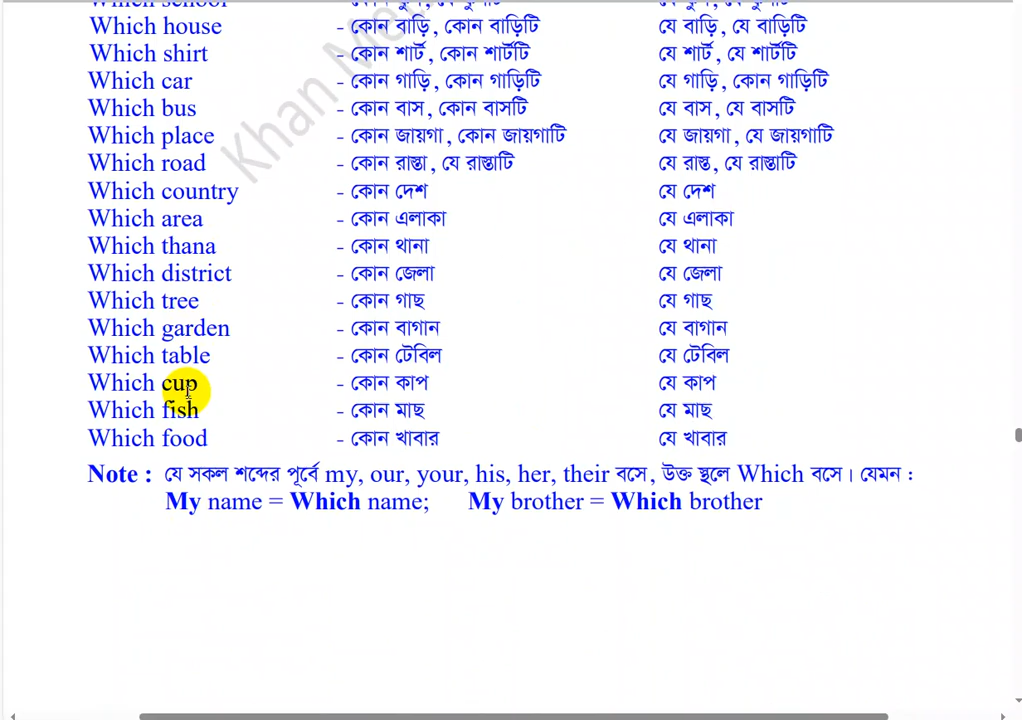 Which house - কোন বাড়ি, কোন বাড়িটি যে বাড়ি, যে বাড়িটি
Which shirt - কোন শার্ট, কোন শার্টটি যে শার্ট, যে শার্টটি
Which car - কোন গাড়ি, কোন গাড়িটি যে গাড়ি, কোন গাড়িটি
Which bus - কোন বাস, কোন বাসটি যে বাস, যে বাসটি
Which place - কোন জায়গা, কোন জায়গাটি যে জায়গা, যে জায়গাটি
Which road - কোন রাস্তা, যে রাস্তাটি যে রাস্ত, যে রাস্তাটি
Which country - কোন দেশ যে দেশ
Which area - কোন এলাকা যে এলাকা
Which thana - কোন থানা যে থানা
Which district - কোন জেলা যে জেলা
Which tree - কোন গাছ যে গাছ
Which garden - কোন বাগান যে বাগান
Which table - কোন টেবিল যে টেবিল
Which cup - কোন কাপ যে কাপ
Which fish - কোন মাছ যে মাছ
Which food - কোন খাবার যে খাবার
Note : যে সকল শব্দের পূর্বে my, our, your, his, her, their বসে, উক্ত স্থলে Which বসে। যেমন :
My name = Which name; My brother = Which brother
Khan